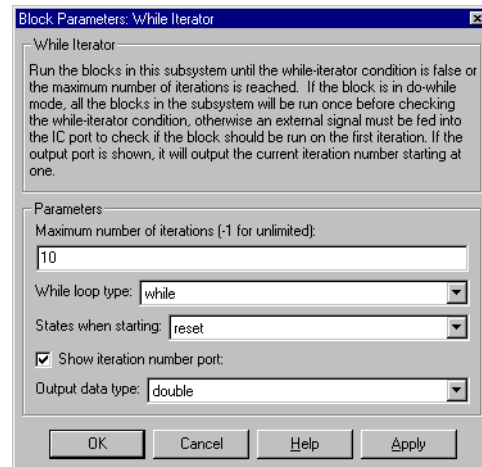 Block Parameters: While Iterator
While Iterator
Run the blocks in this subsystem until the while-iterator condition is false or
the maximum number of iterations is reached.  If the block is in do-while
mode, all the blocks in the subsystem will be run once before checking
the while-iterator condition, otherwise an external signal must be fed into
the IC port to check if the block should be run on the first iteration. If the
output port is shown, it will output the current iteration number starting at
one.
Parameters
Maximum number of iterations (-1 for unlimited):
10
While loop type: while
States when starting: reset
Show iteration number port:
Output data type: double
OK Cancel Help Apply